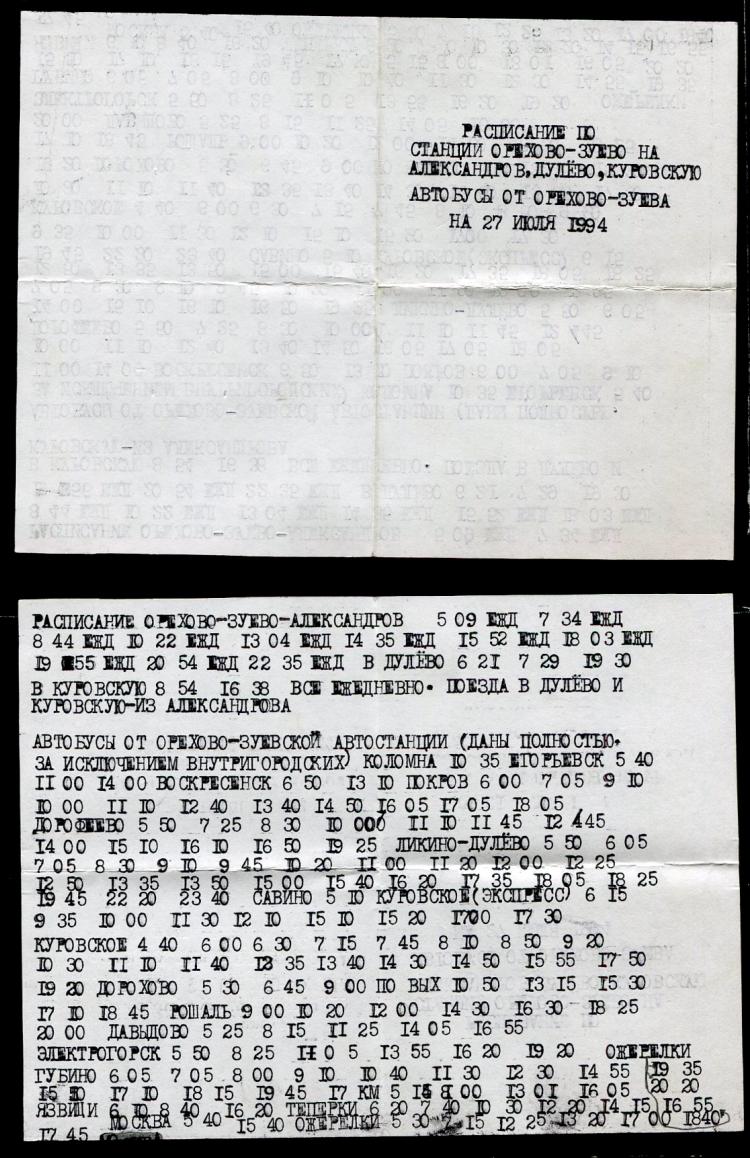 РАСПИСАНИЕ ПО
СТАНЦИИ ОРЕХОВО-ЗУЕВО НА
АЛЕКСАНДРОВ, ДУЛЁВО, КУРОВСКУЮ
АВТОБУСЫ ОТ ОРЕХОВО-ЗУЕВА
НА 27 ИЮЛЯ 1994
РАСПИСАНИЕ ОРЕХОВО-ЗУЕВО-АЛЕКСАНДРОВ 5 09 ЕЖД 7 34 ЕЖД
8 44 ЕЖД 10 22 ЕЖД 13 04 ЕЖД 14 35 ЕЖД 15 52 ЕЖД 18 03 ЕЖД
19 55 ЕЖД 20 54 ЕЖД 22 35 ЕЖД В ДУЛЁВО 6 21 7 29 19 30
В КУРОВСКУЮ 8 54 16 38 ВСЕ ЕЖЕДНЕВНО. ПОЕЗДА В ДУЛЁВО И
КУРОВСКУЮ-ИЗ АЛЕКСАНДРОВА
АВТОБУСЫ ОТ ОРЕХОВО-ЗУЕВСКОЙ АВТОСТАНЦИИ (ДАНЫ ПОЛНОСТЬЮ,
ЗА ИСКЛЮЧЕНИЕМ ВНУТРИГОРОДСКИХ) КОЛОМНА 10 35 ЕГОРЬЕВСК 5 40
11 00 14 00 ВОСКРЕСЕНСК 6 50 13 10 ПОКРОВ 6 00 7 05 9 10
10 00 11 10 12 40 13 40 14 50 16 05 17 05 18 05
ДОРОФЕЕВО 5 50 7 25 8 30 10 00 11 10 11 45 12 45
14 00 15 10 16 10 16 50 19 25 ЛИКИНО-ДУЛЁВО 5 50 6 05
7 05 8 30 9 10 9 45 10 20 11 00 11 20 12 00 12 25
12 50 13 35 13 50 15 00 15 40 16 20 17 35 18 05 18 25
19 45 22 20 23 40 САВИНО 5 10 КУРОВСКОЕ(ЭКСПРЕСС) 6 15
9 35 10 00 11 30 12 10 15 10 15 20 1700 17 30
КУРОВСКОЕ 4 40 6 00 6 30 7 15 7 45 8 10 8 50 9 20
10 30 11 10 11 40 12 35 13 40 14 30 14 50 15 55 17 50
19 20 ДОРОХОВО 5 30 6 45 9 00 ПО ВЫХ 10 50 13 15 15 30
17 10 18 45 РОШАЛЬ 9 00 10 20 12 00 14 30 16 30 18 25
20 00 ДАВЫДОВО 5 25 8 15 11 25 14 05 16 55
ЭЛЕКТРОГОРСК 5 50 8 25 11 0 5 13 55 16 20 19 20 ОЖЕРЕЛКИ
ГУБИНО 6 05 7 05 8 00 9 10 10 40 11 30 12 30 14 55 19 35
15 10 17 10 18 15 19 45 17 КМ 5 15 8 00 13 01 16 05 20 20
ЯЗВИЩИ 6 10 8 40 16 20 ТЕПЕРКИ 6 20 7 40 10 30 12 20 14 15 16 55
МОСКВА 5 40 15 40 ОЖЕРЕЛКИ 5 30 7 15 12 25 13 20 17 00 1840
17 45